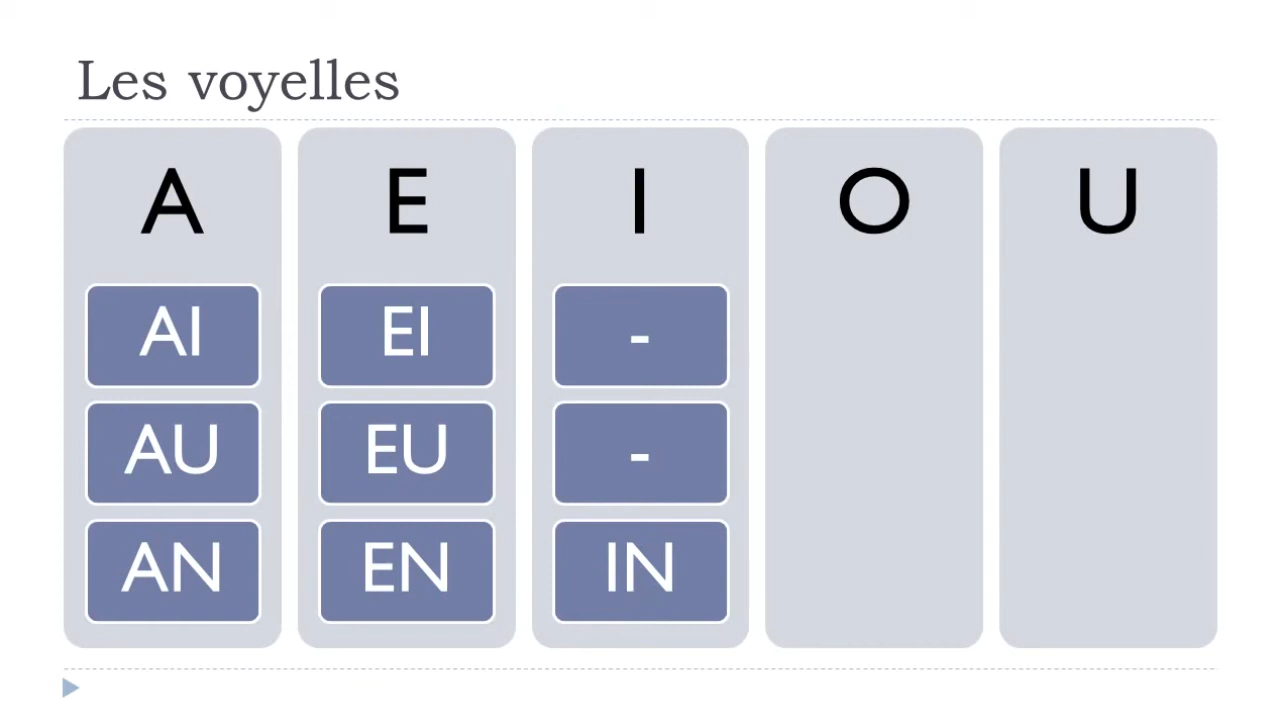 Les voyelles
A E I O U
AI EI -
AU EU -
AN EN IN